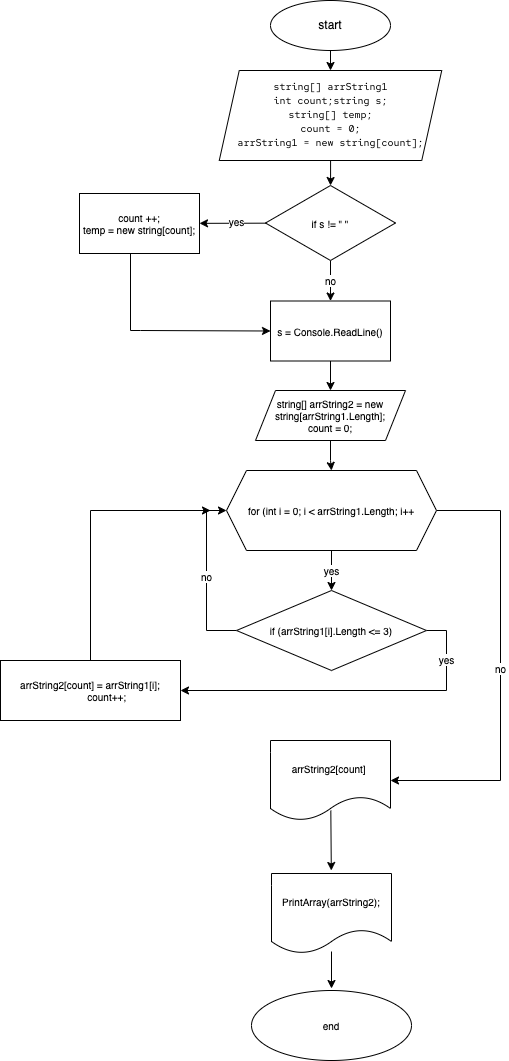 start
string[] arrString1
int count;string s;
string[] temp;
count = 0;
arrString1 = new string[count];
if s != " "
yes
count ++;
temp = new string[count];
no
s = Console.ReadLine()
string[] arrString2 = new
string[arrString1.Length];
count = 0;
for (int i = 0; i < arrString1.Length; i++
yes
no
if (arrString1[i].Length <= 3)
yes
no
arrString2[count] = arrString1[i];
count++;
arrString2[count]
PrintArray(arrString2);
end